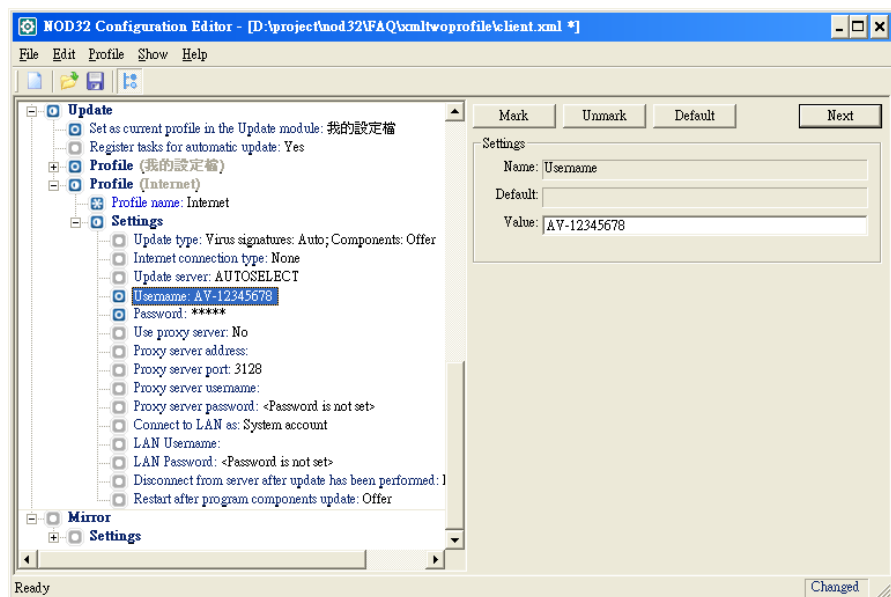 NOD32 Configuration Editor - [D:\project\nod32\FAQ\xmltwoprofile\client.xml *]
File Edit Profile Show Help
Update
Set as current profile in the Update module: 我的設定檔
Register tasks for automatic update: Yes
Profile (我的設定檔)
Profile (Internet)
Profile name: Internet
Settings
Update type: Virus signatures: Auto; Components: Offer
Internet connection type: None
Update server: AUTOSELECT
Username: AV-12345678
Password: *****
Use proxy server: No
Proxy server address:
Proxy server port: 3128
Proxy server username:
Proxy server password: <Password is not set>
Connect to LAN as: System account
LAN Username:
LAN Password: <Password is not set>
Disconnect from server after update has been performed:
Restart after program components update: Offer
Mirror
Settings
Mark Unmark Default Next
Settings
Name: Username
Default:
Value: AV-12345678
Ready Changed